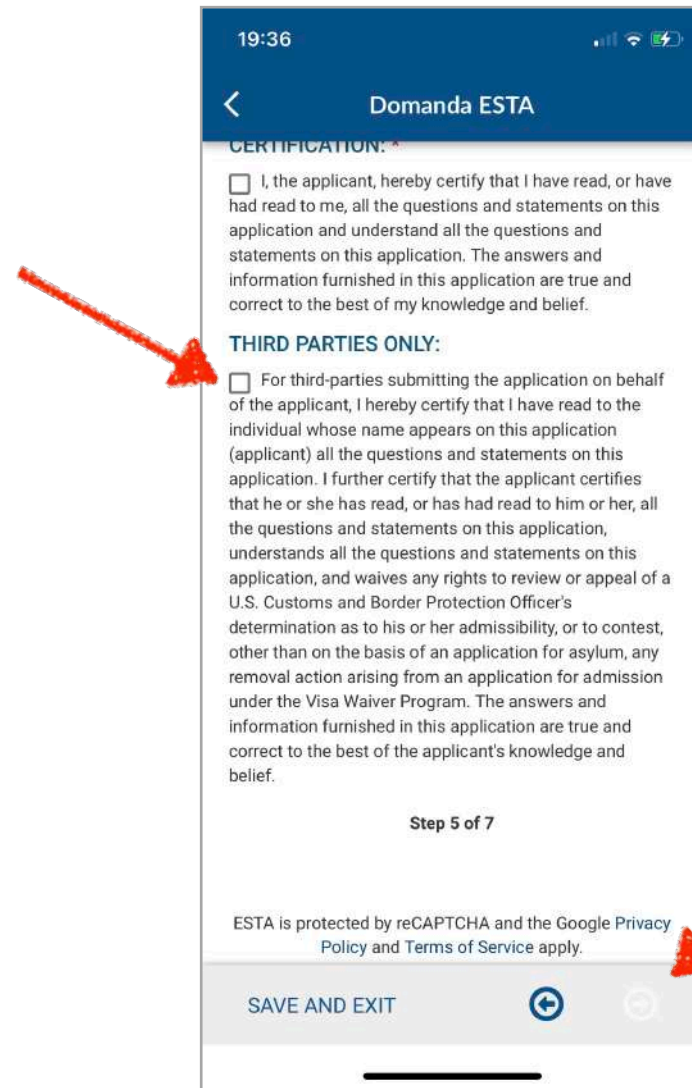 19:36
Domanda ESTA
CERTIFICATION: *
I, the applicant, hereby certify that I have read, or have
had read to me, all the questions and statements on this
application and understand all the questions and
statements on this application. The answers and
information furnished in this application are true and
correct to the best of my knowledge and belief.
THIRD PARTIES ONLY:
For third-parties submitting the application on behalf
of the applicant, I hereby certify that I have read to the
individual whose name appears on this application
(applicant) all the questions and statements on this
application. I further certify that the applicant certifies
that he or she has read, or has had read to him or her, all
the questions and statements on this application,
understands all the questions and statements on this
application, and waives any rights to review or appeal of a
U.S. Customs and Border Protection Officer's
determination as to his or her admissibility, or to contest,
other than on the basis of an application for asylum, any
removal action arising from an application for admission
under the Visa Waiver Program. The answers and
information furnished in this application are true and
correct to the best of the applicant's knowledge and
belief.
Step 5 of 7
ESTA is protected by reCAPTCHA and the Google Privacy
Policy and Terms of Service apply.
SAVE AND EXIT